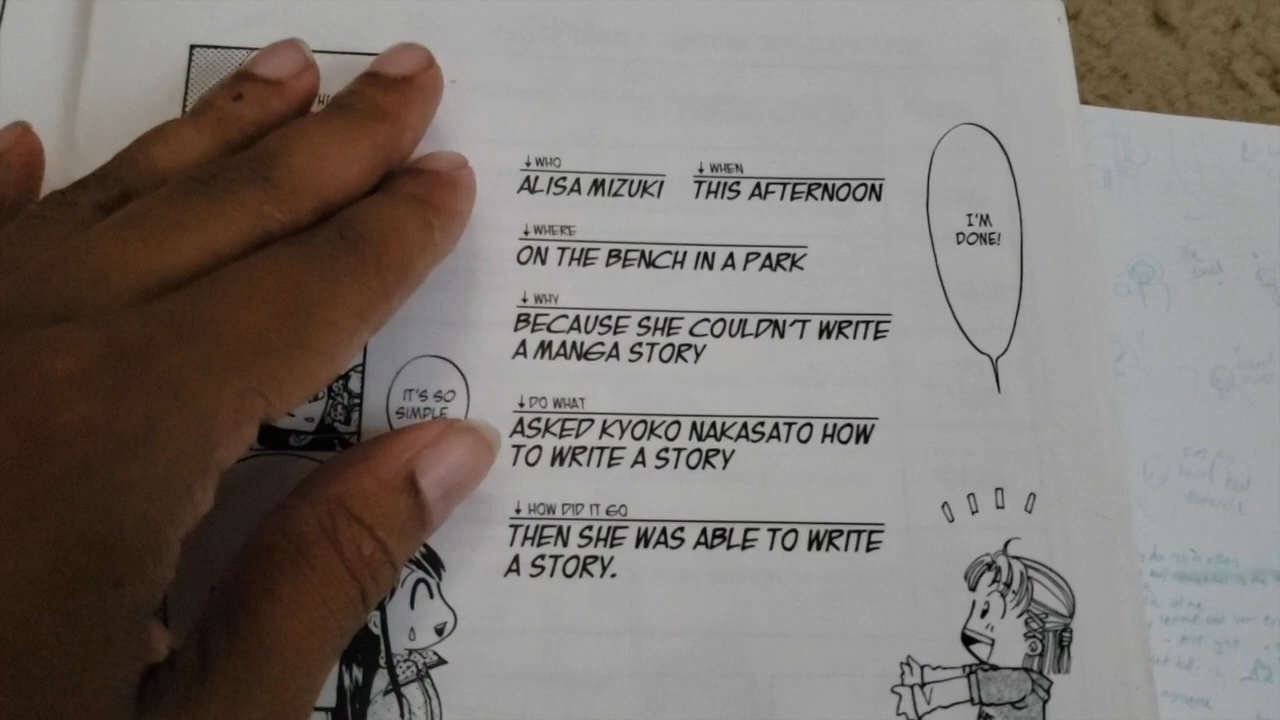 ↓WHO
ALISA MIZUKI
↓WHEN
THIS AFTERNOON
↓WHERE
ON THE BENCH IN A PARK
↓WHY
BECAUSE SHE COULDN'T WRITE
A MANGA STORY
↓DO WHAT
ASKED KYOKO NAKASATO HOW
TO WRITE A STORY
↓HOW DID IT GO
THEN SHE WAS ABLE TO WRITE
A STORY.
I'M
DONE!
IT'S SO
SIMPLE